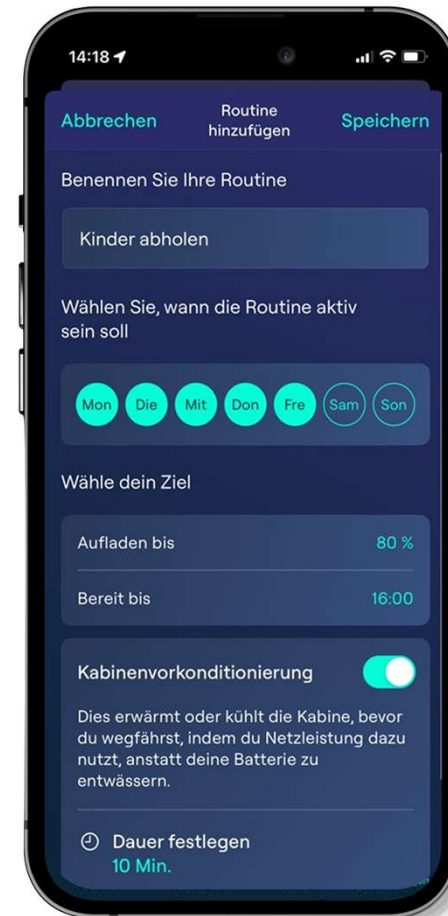 14:18
Abbrechen
Routine
hinzufügen
Speichern
Benennen Sie Ihre Routine
Kinder abholen
Wählen Sie, wann die Routine aktiv
sein soll
Mon Die Mit Don Fre Sam Son
Wähle dein Ziel
Aufladen bis 80 %
Bereit bis 16:00
Kabinenvorkonditionierung
Dies erwärmt oder kühlt die Kabine, bevor
du wegfährst, indem du Netzleistung dazu
nutzt, anstatt deine Batterie zu
entwässern.
Dauer festlegen
10 Min.